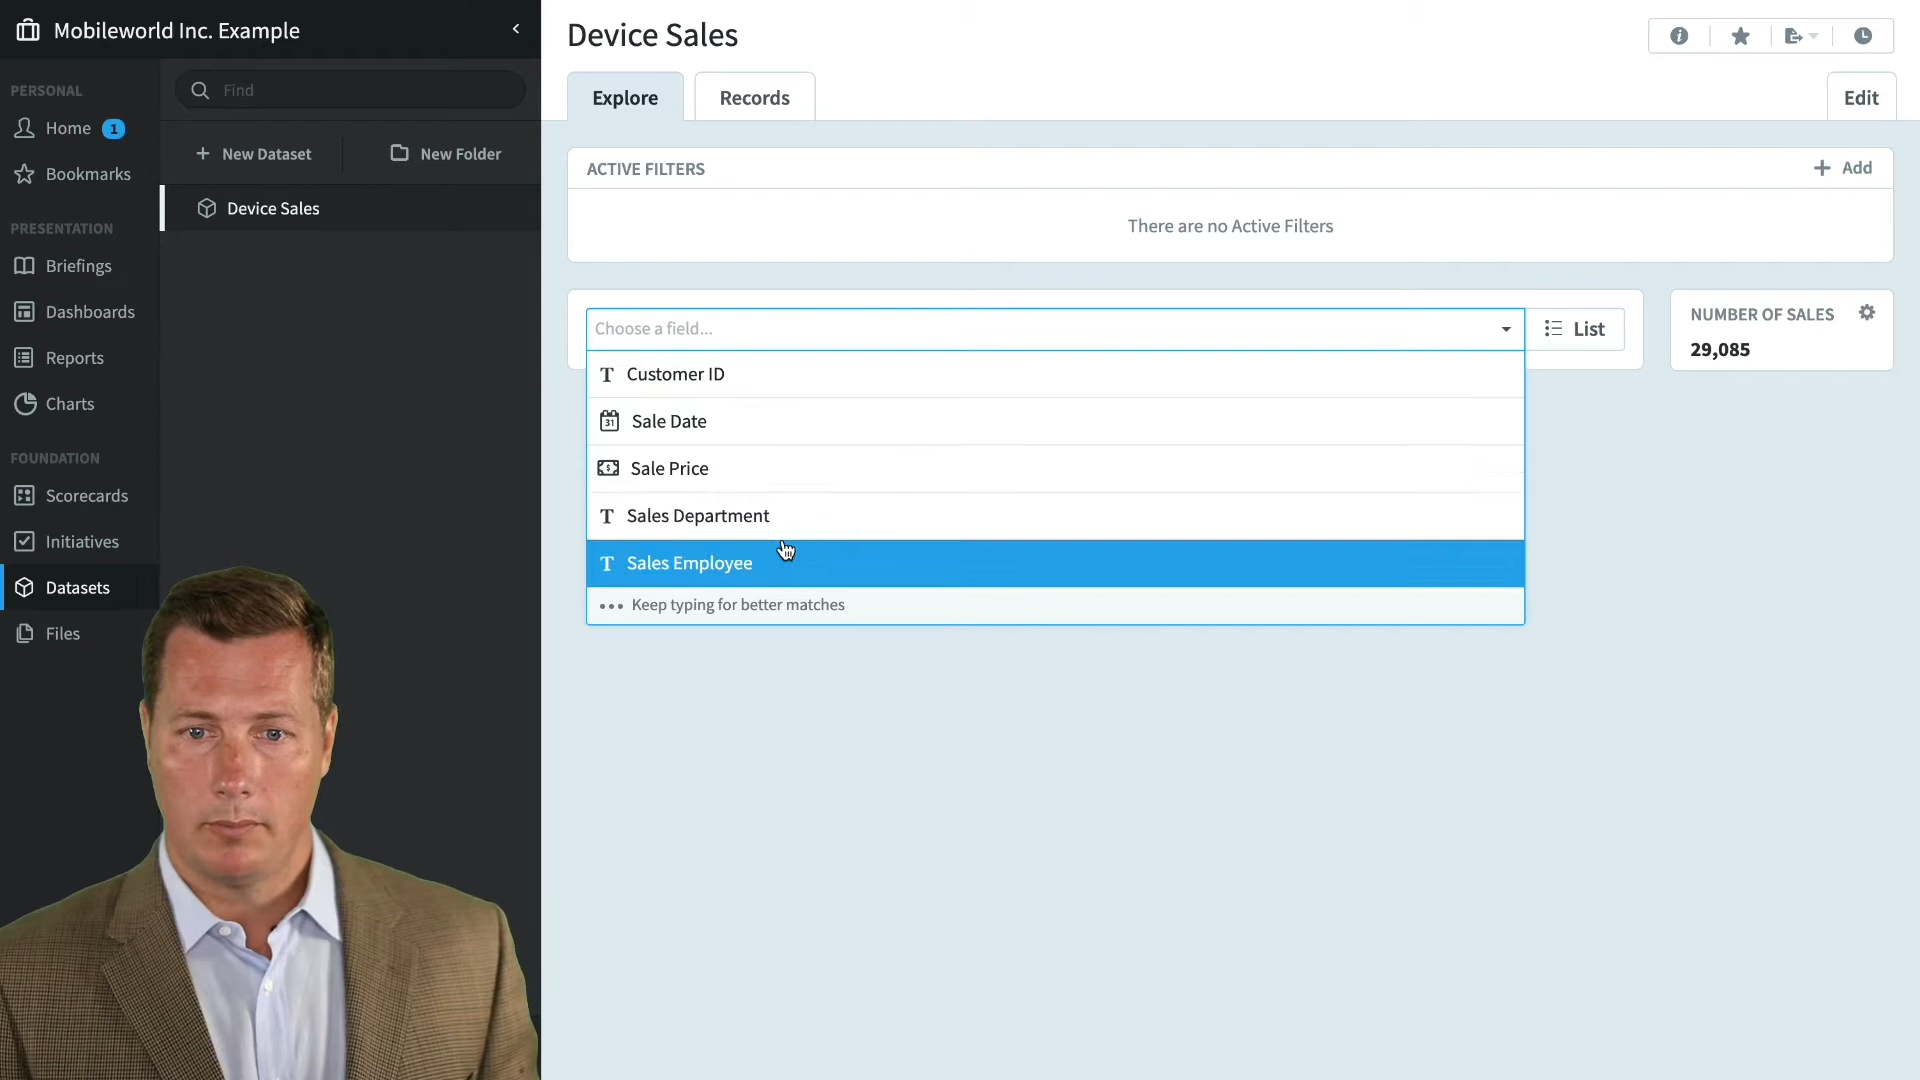 Mobileworld Inc. Example
PERSONAL
Home 1
Bookmarks
PRESENTATION
Briefings
Dashboards
Reports
Charts
FOUNDATION
Scorecards
Initiatives
Datasets
Files
Find
New Dataset
New Folder
Device Sales
Device Sales
Explore
Records
Edit
ACTIVE FILTERS
Add
There are no Active Filters
Choose a field...
List
T Customer ID
31 Sale Date
$ Sale Price
T Sales Department
T Sales Employee
Keep typing for better matches
NUMBER OF SALES
29,085